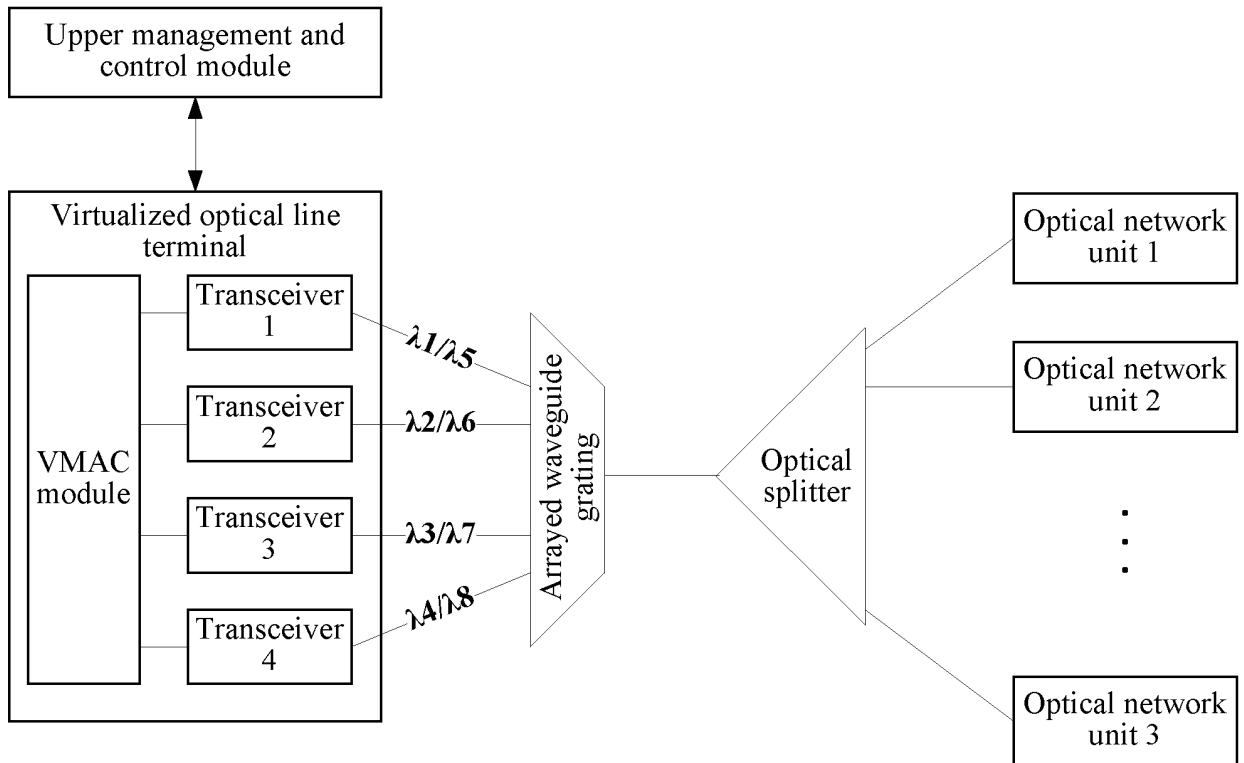 Upper management and
control module
Virtualized optical line
terminal
VMAC
module
Transceiver
1
Transceiver
2
Transceiver
3
Transceiver
4
λ1/λ5
λ2/λ6
λ3/λ7
λ4/λ8
Arrayed waveguide
grating
Optical
splitter
Optical network
unit 1
Optical network
unit 2
Optical network
unit 3